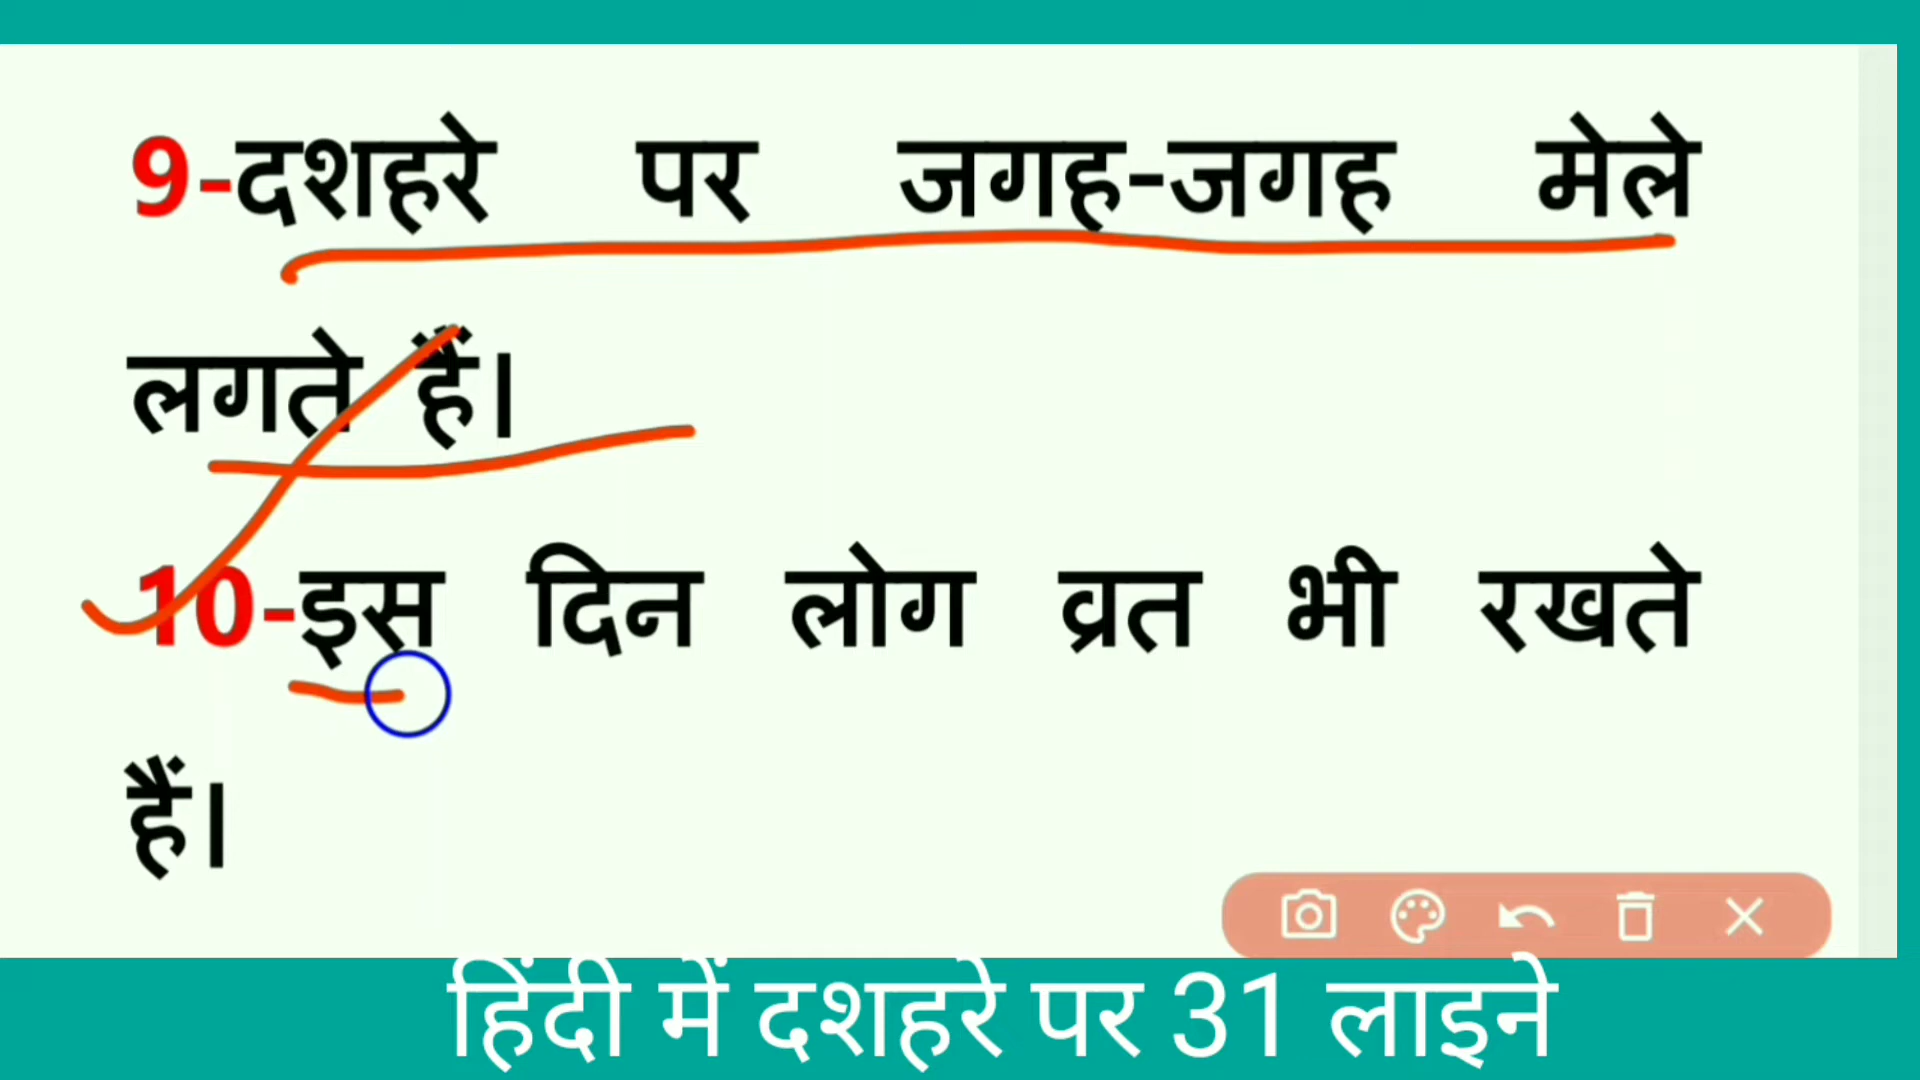 9-दशहरे पर जगह-जगह मेले
लगते हैं।
10-इस दिन लोग व्रत भी रखते
हैं।
हिंदी में दशहरे पर 31 लाइने